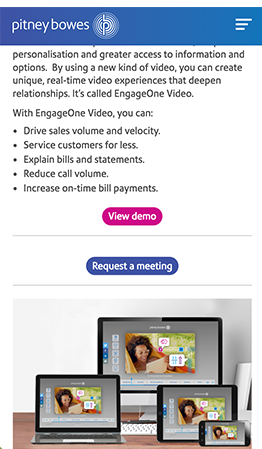 pitney bowes
personalisation and greater access to information and
options. By using a new kind of video, you can create
unique, real-time video experiences that deepen
relationships. It's called EngageOne Video.
With EngageOne Video, you can:
• Drive sales volume and velocity.
• Service customers for less.
• Explain bills and statements.
• Reduce call volume.
• Increase on-time bill payments.
View demo
Request a meeting
pitney bowes